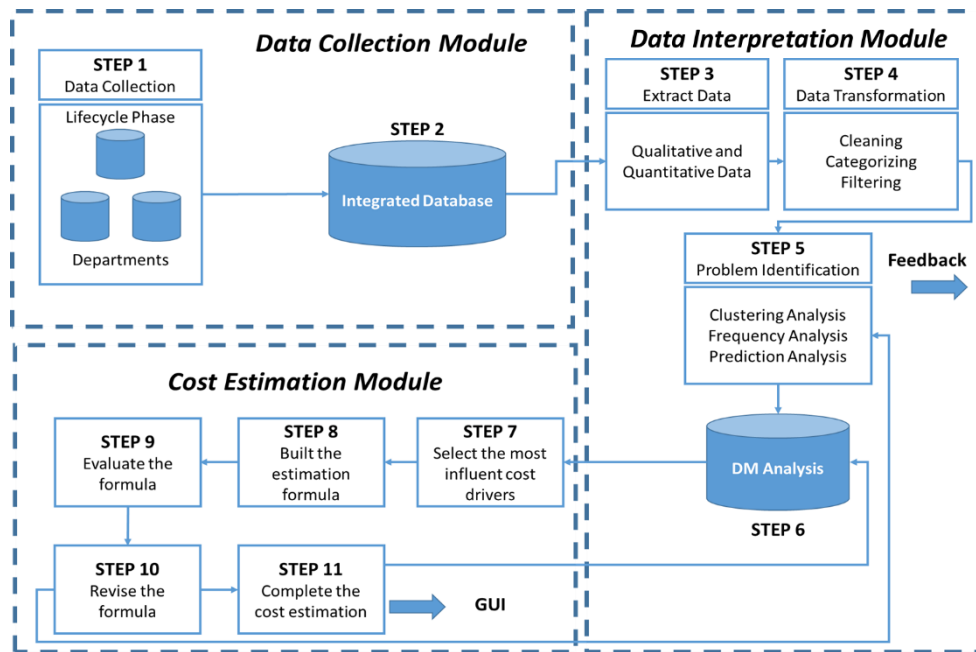 Data Collection Module
STEP 1
Data Collection
Lifecycle Phase
Departments
STEP 2
Integrated Database
Data Interpretation Module
STEP 3
Extract Data
Qualitative and
Quantitative Data
STEP 4
Data Transformation
Cleaning
Categorizing
Filtering
STEP 5
Problem Identification
Clustering Analysis
Frequency Analysis
Prediction Analysis
Feedback
DM Analysis
STEP 6
Cost Estimation Module
STEP 7
Select the most
influent cost
drivers
STEP 8
Built the
estimation
formula
STEP 9
Evaluate the
formula
STEP 10
Revise the
formula
STEP 11
Complete the
cost estimation
GUI